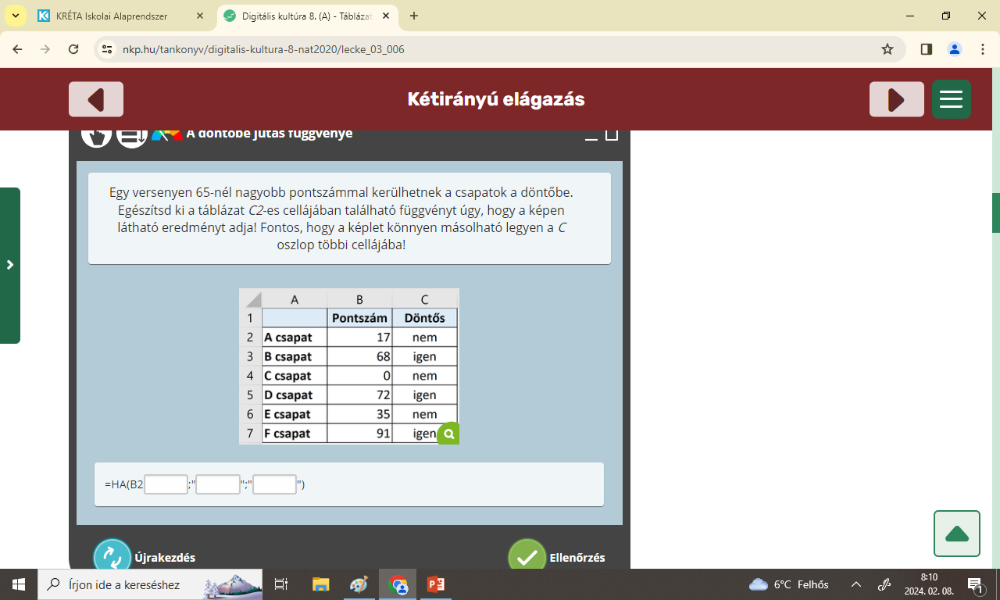 KRÉTA Iskolai Alaprendszer
Digitális kultúra 8. (A) - Táblázat
nkp.hu/tankonyv/digitalis-kultura-8-nat2020/lecke_03_006
Kétirányú elágazás
A döntőbe jutás függvénye
Egy versenyen 65-nél nagyobb pontszámmal kerülhetnek a csapatok a döntőbe.
Egészítsd ki a táblázat C2-es cellájában található függvényt úgy, hogy a képen
látható eredményt adja! Fontos, hogy a képlet könnyen másolható legyen a C
oszlop többi cellájába!
A B C
1 Pontszám Döntős
2 A csapat 17 nem
3 B csapat 68 igen
4 C csapat 0 nem
5 D csapat 72 igen
6 E csapat 35 nem
7 F csapat 91 igen
=HA(B2 ;" ";" ")
Újrakezdés
Ellenőrzés
Írjon ide a kereséshez
6°C Felhős
8:10
2024. 02. 08.
1